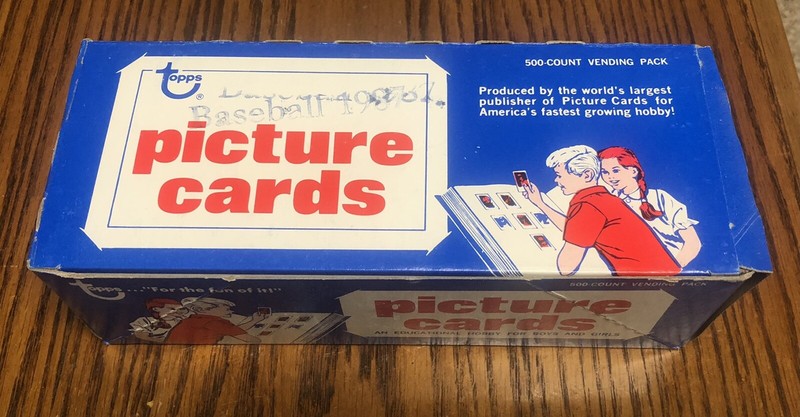 topps
®
Baseball
picture
cards
500-COUNT VENDING PACK
Produced by the world's largest
publisher of Picture Cards for
America's fastest growing hobby!
topps..."For the fun of it!"
500-COUNT VENDING PACK
picture
cards
AN EDUCATIONAL HOBBY FOR BOYS AND GIRLS